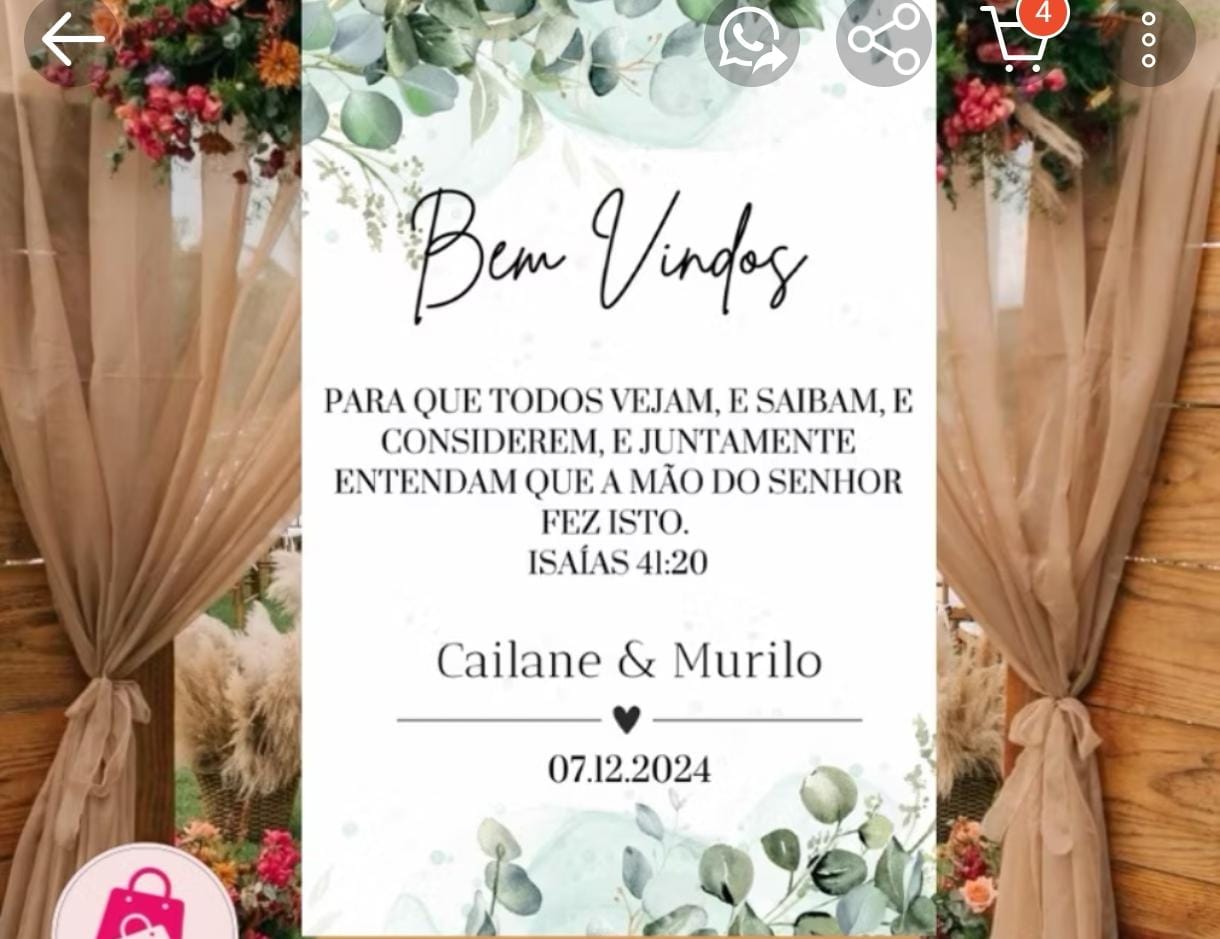 4
Bem Vindos
PARA QUE TODOS VEJAM, E SAIBAM, E
CONSIDEREM, E JUNTAMENTE
ENTENDAM QUE A MÃO DO SENHOR
FEZ ISTO.
ISAÍAS 41:20
Cailane & Murilo
07.12.2024